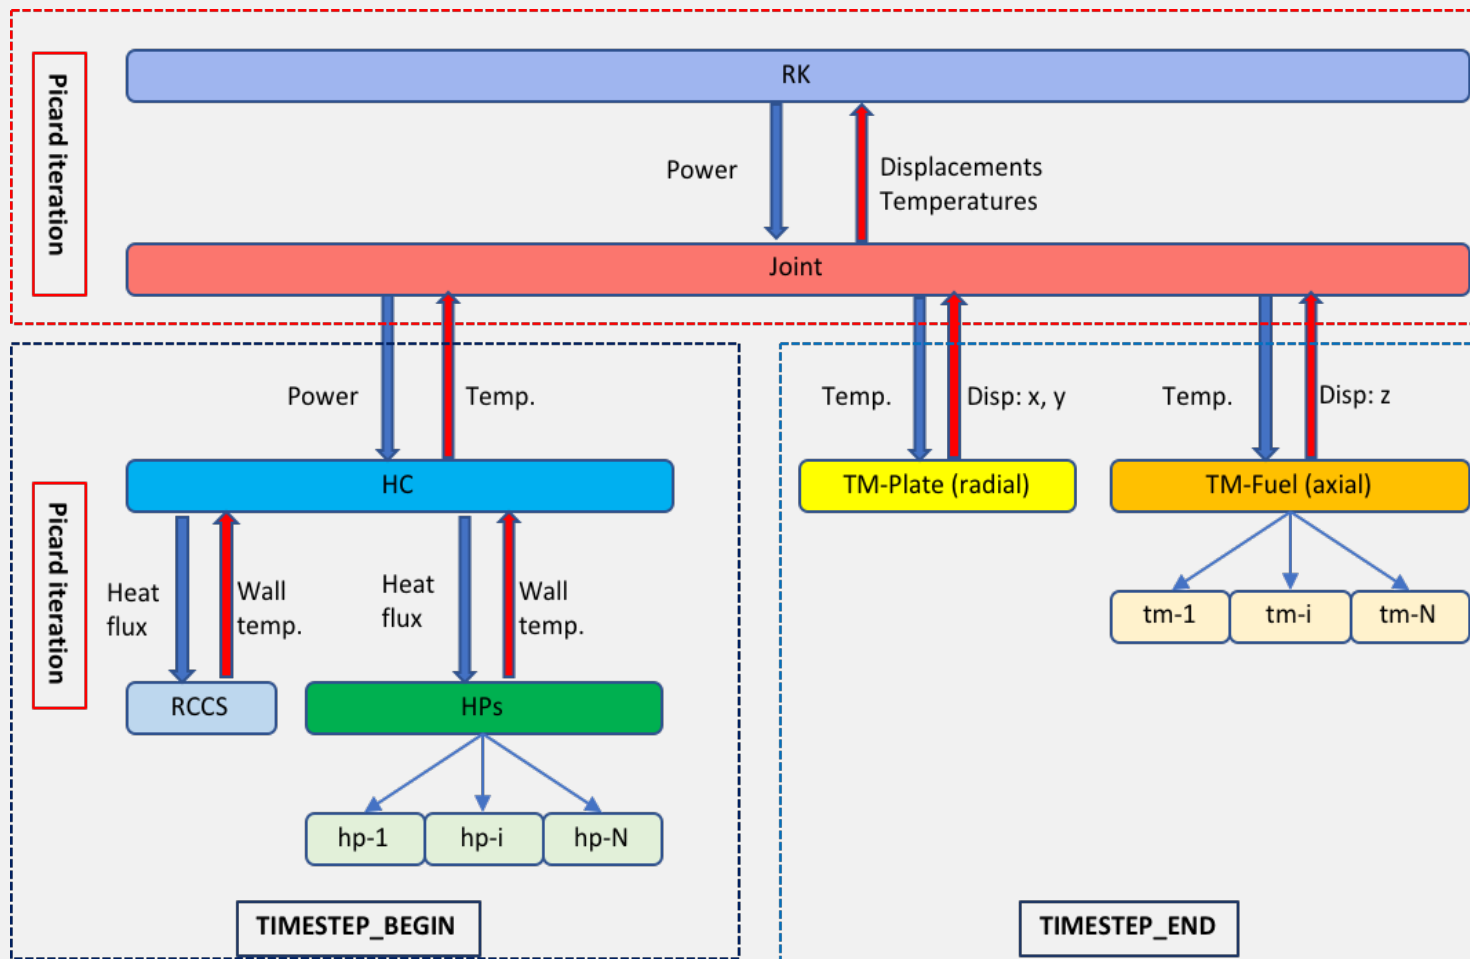 Picard iteration
RK
Power
Displacements
Temperatures
Joint
Power
Temp.
Temp.
Disp: x, y
Temp.
Disp: z
Picard iteration
HC
TM-Plate (radial)
TM-Fuel (axial)
Heat
flux
Wall
temp.
Heat
flux
Wall
temp.
tm-1
tm-i
tm-N
RCCS
HPs
hp-1
hp-i
hp-N
TIMESTEP_BEGIN
TIMESTEP_END